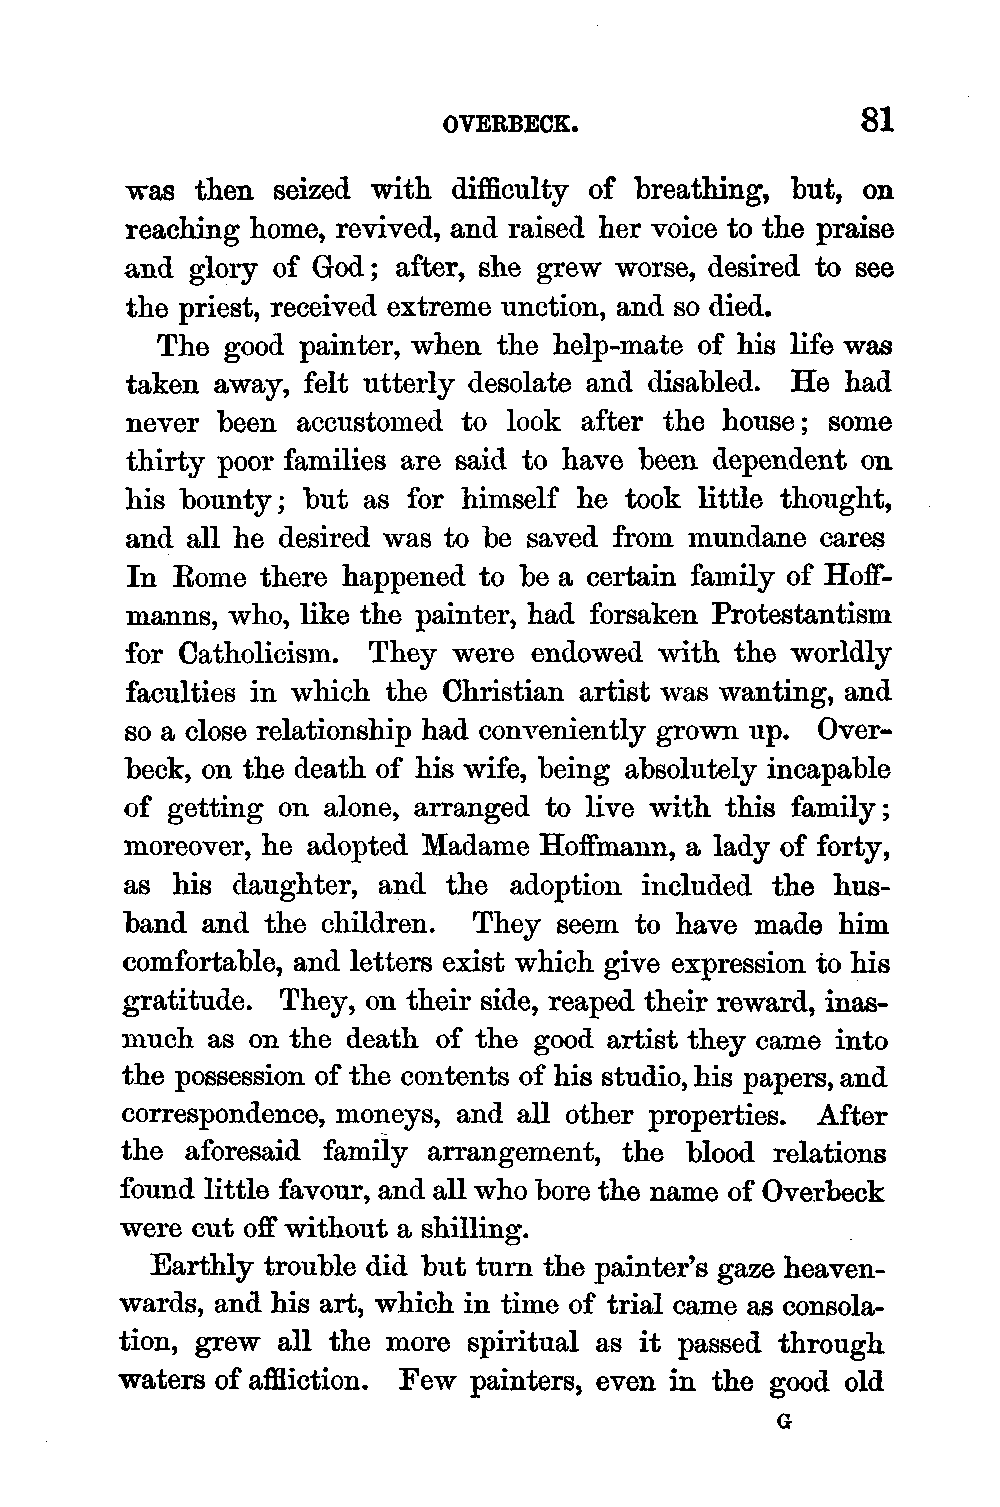 OVERBECK. 81
was then seized with difficulty of breathing, but, on
reaching home, revived, and raised her voice to the praise
and glory of God; after, she grew worse, desired to see
the priest, received extreme unction, and so died.
The good painter, when the help-mate of his life was
taken away, felt utterly desolate and disabled. He had
never been accustomed to look after the house; some
thirty poor families are said to have been dependent on
his bounty; but as for himself he took little thought,
and all he desired was to be saved from mundane cares
In Rome there happened to be a certain family of Hoff-
manns, who, like the painter, had forsaken Protestantism
for Catholicism. They were endowed with the worldly
faculties in which the Christian artist was wanting, and
so a close relationship had conveniently grown up. Over-
beck, on the death of his wife, being absolutely incapable
of getting on alone, arranged to live with this family;
moreover, he adopted Madame Hoffmann, a lady of forty,
as his daughter, and the adoption included the hus-
band and the children. They seem to have made him
comfortable, and letters exist which give expression to his
gratitude. They, on their side, reaped their reward, inas-
much as on the death of the good artist they came into
the possession of the contents of his studio, his papers, and
correspondence, moneys, and all other properties. After
the aforesaid family arrangement, the blood relations
found little favour, and all who bore the name of Overbeck
were cut off without a shilling.
Earthly trouble did but turn the painter's gaze heaven-
wards, and his art, which in time of trial came as consola-
tion, grew all the more spiritual as it passed through
waters of affliction. Few painters, even in the good old
G